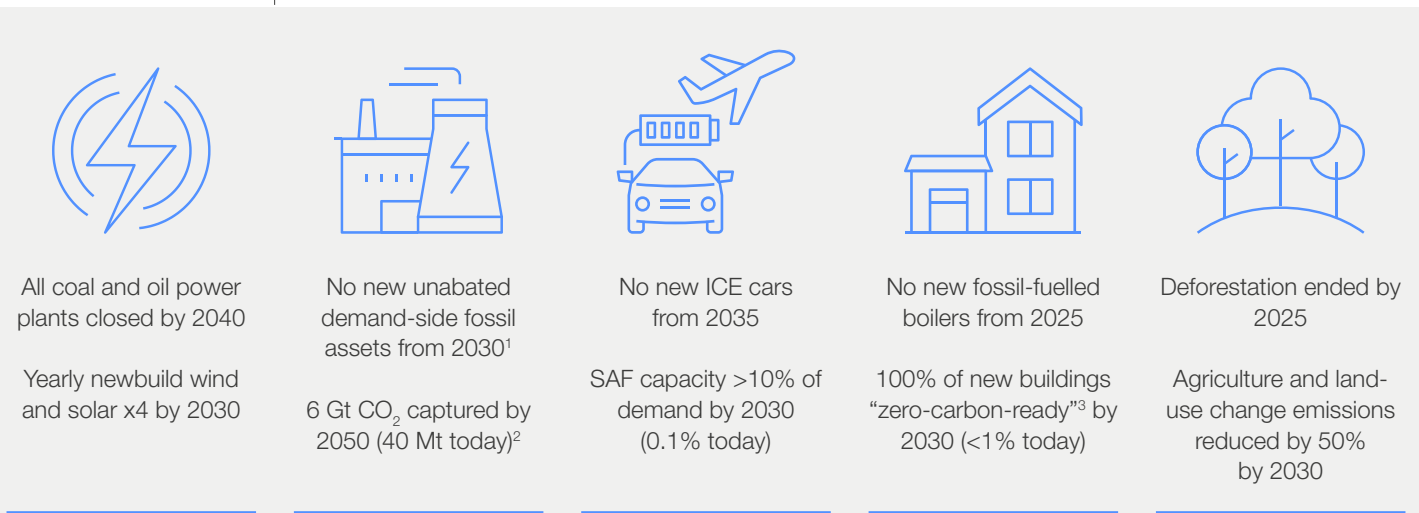 All coal and oil power
plants closed by 2040
Yearly newbuild wind
and solar x4 by 2030
No new unabated
demand-side fossil
assets from 2030¹
6 Gt CO₂ captured by
2050 (40 Mt today)²
No new ICE cars
from 2035
SAF capacity >10% of
demand by 2030
(0.1% today)
No new fossil-fuelled
boilers from 2025
100% of new buildings
“zero-carbon-ready”³ by
2030 (<1% today)
Deforestation ended by
2025
Agriculture and land-
use change emissions
reduced by 50%
by 2030